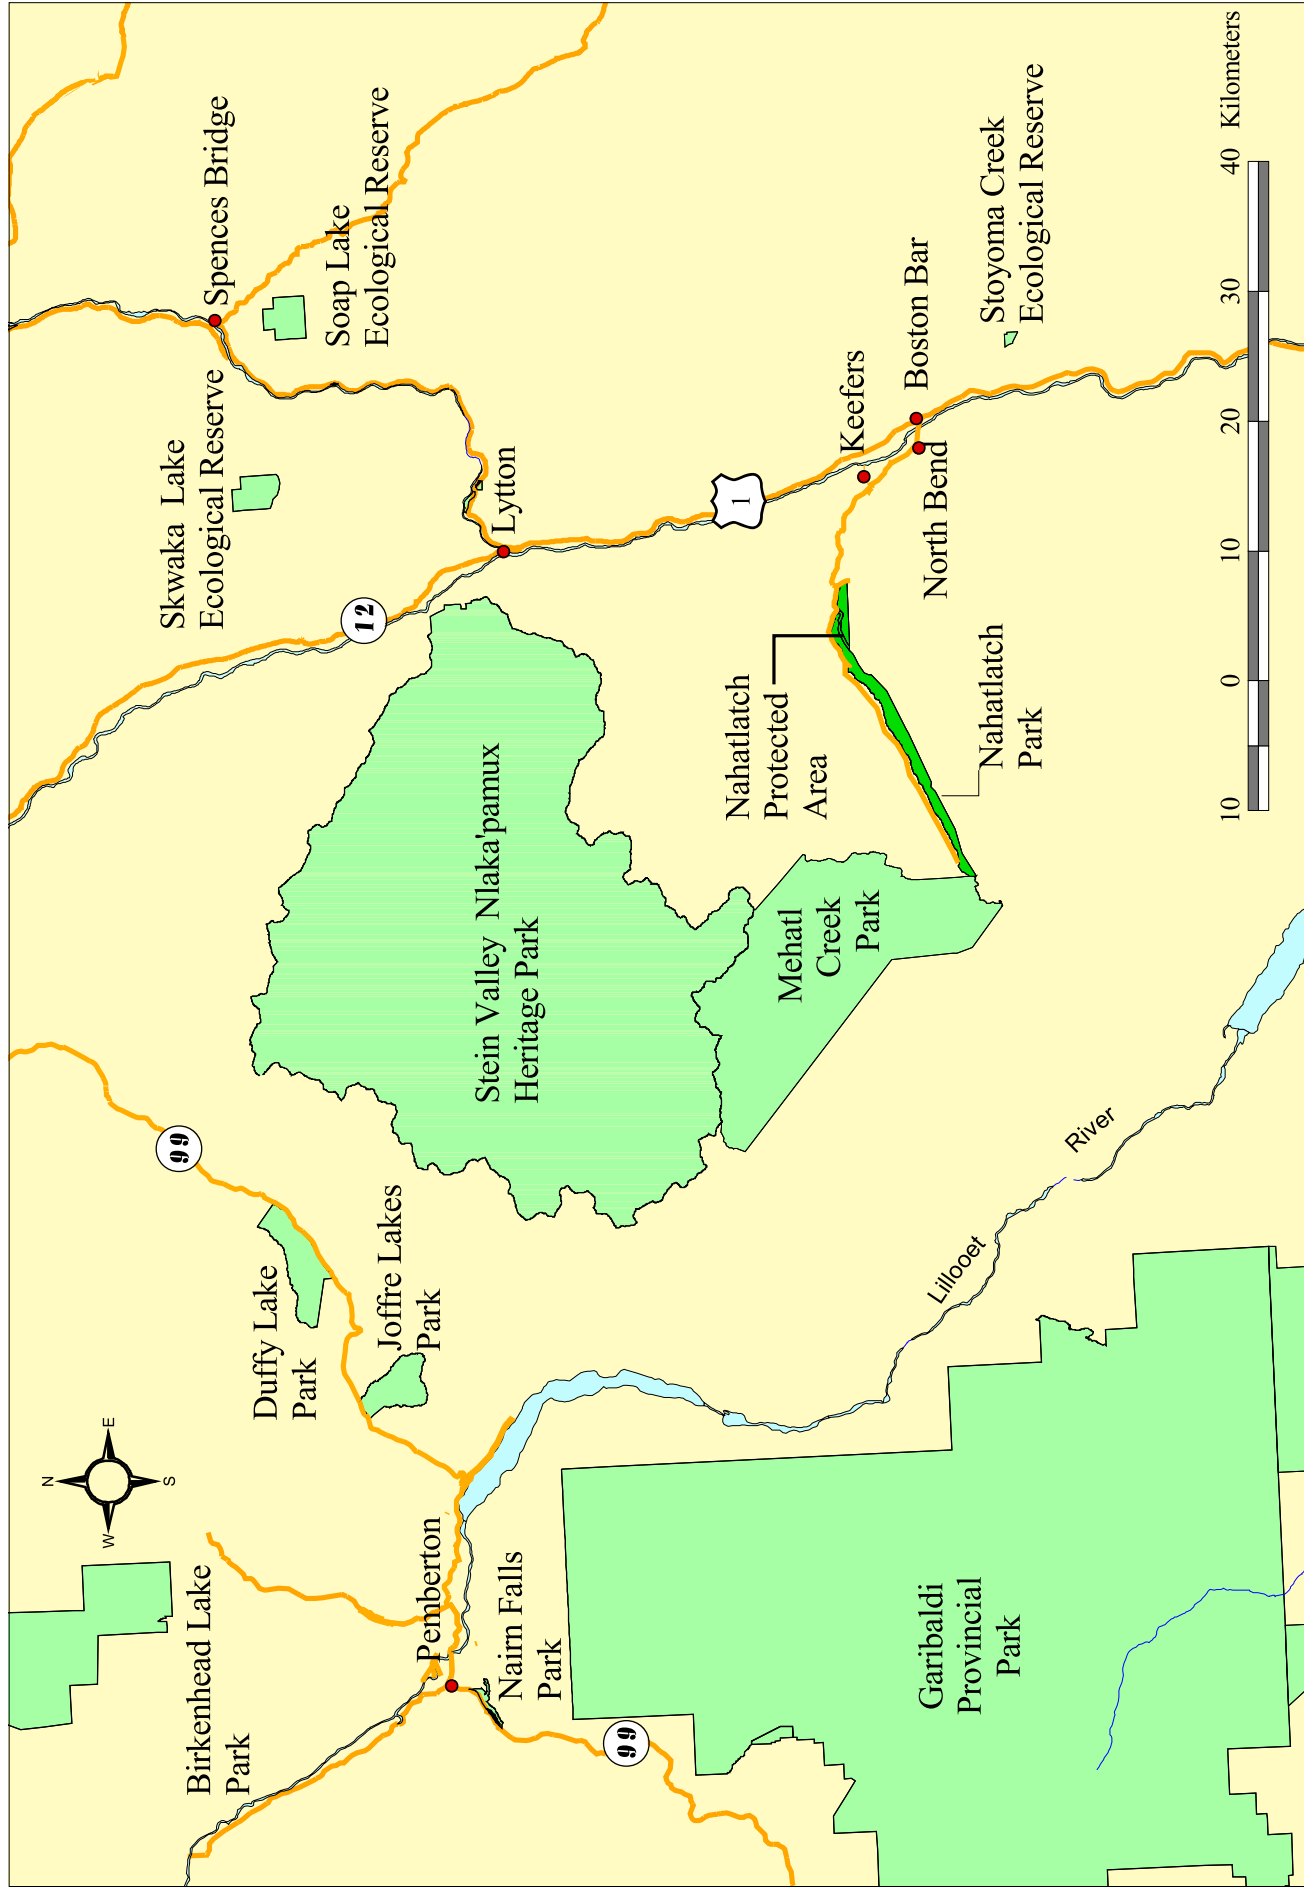 N
W
E
S
Birkenhead Lake
Park
Pemberton
Nairn Falls
Park
99
Duffy Lake
Park
Joffre Lakes
Park
99
Garibaldi
Provincial
Park
Lillooet
River
Stein Valley Nlaka'pamux
Heritage Park
Mehatl
Creek
Park
Nahatlatch
Protected
Area
Nahatlatch
Park
12
Skwaka Lake
Ecological Reserve
Lytton
Spences Bridge
Soap Lake
Ecological Reserve
1
Keefers
North Bend
Boston Bar
Stoyoma Creek
Ecological Reserve
10 0 10 20 30 40 Kilometers